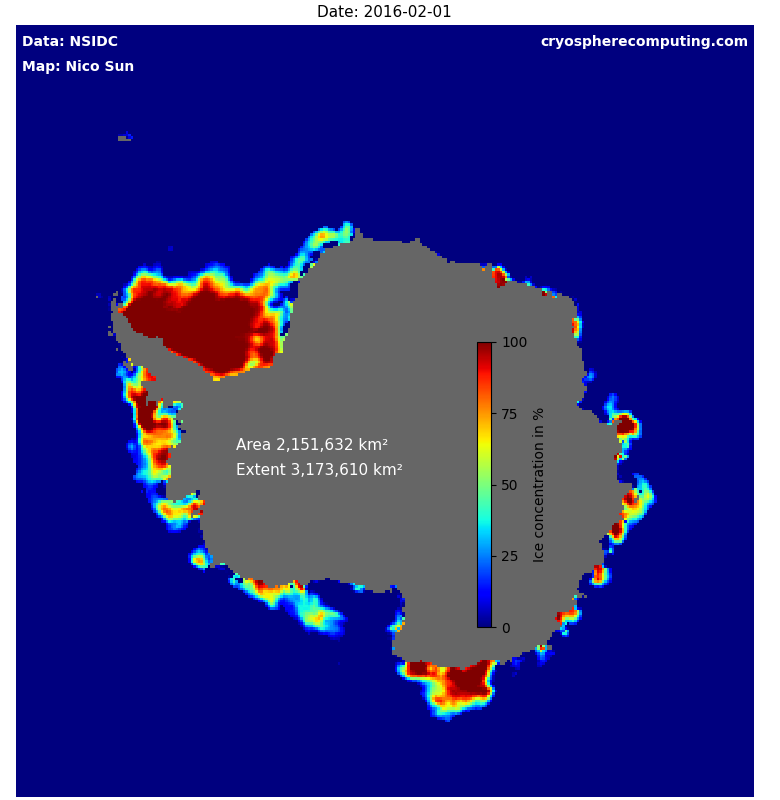 Date: 2016-02-01
Data: NSIDC
cryospherecomputing.com
Map: Nico Sun
Area 2,151,632 km²
Extent 3,173,610 km²
100
75
50
25
0
Ice concentration in %